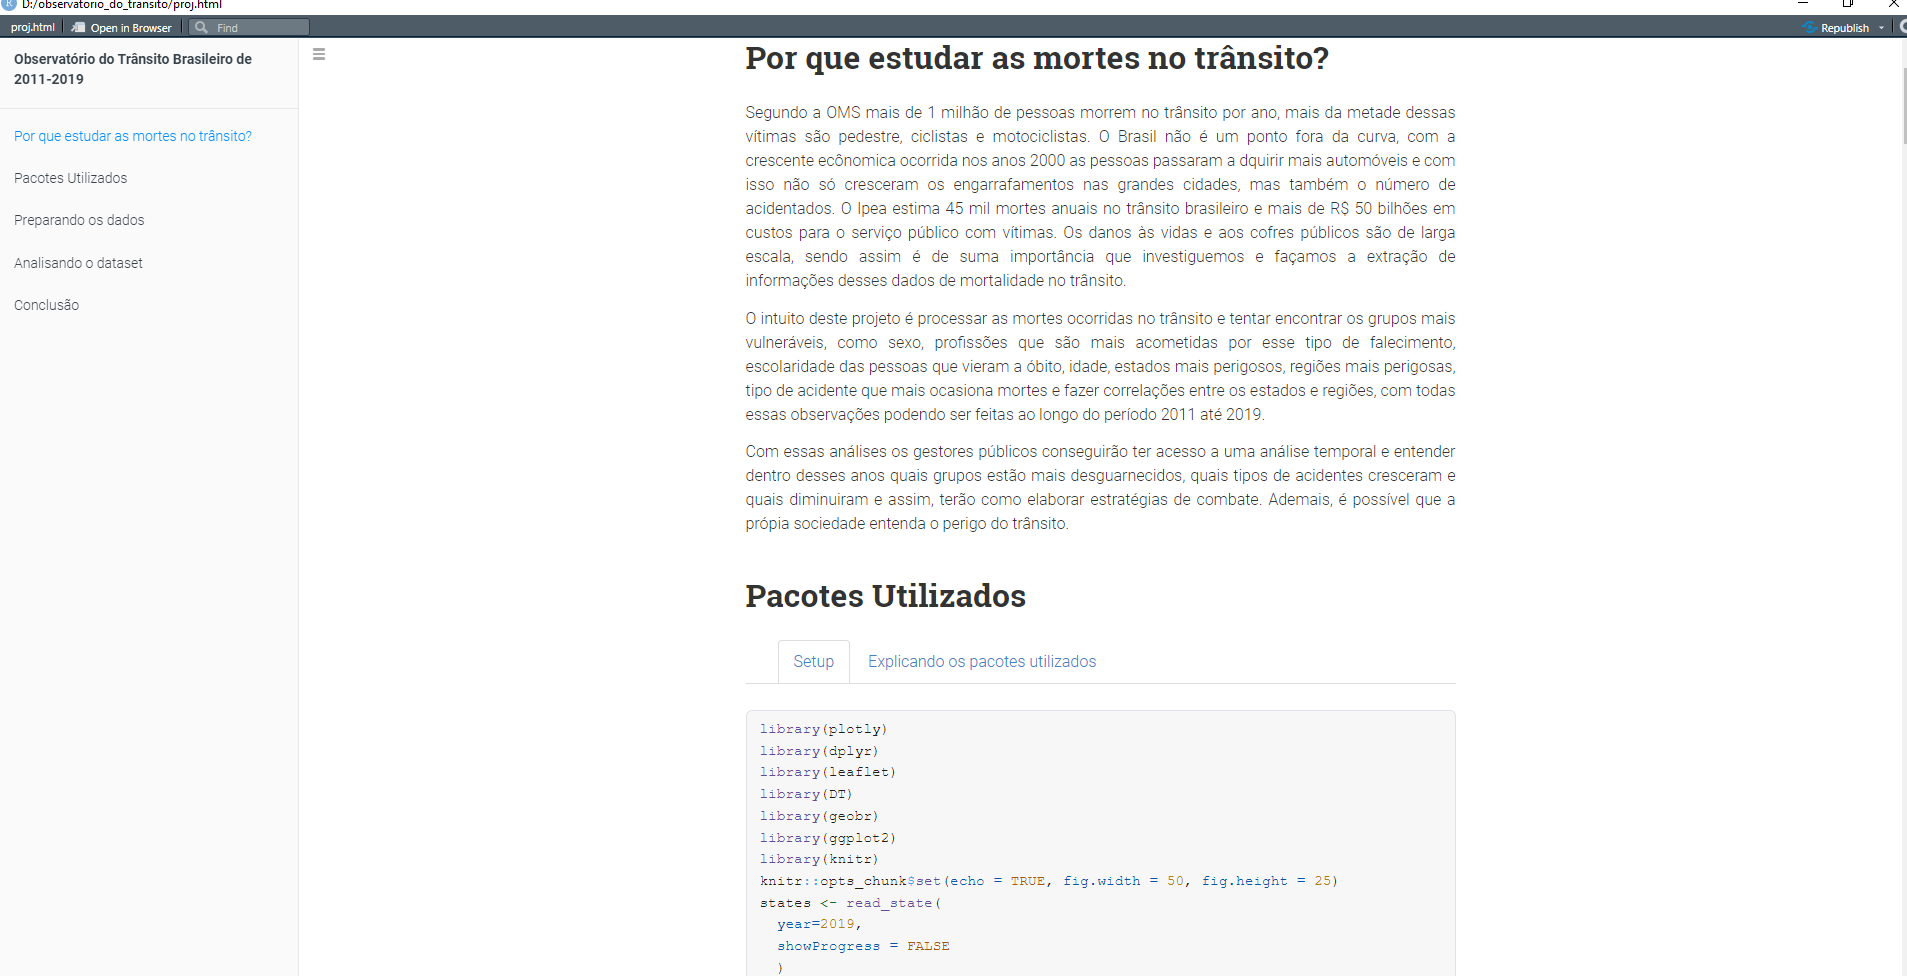 D:/observatorio_do_transito/proj.html
proj.html
Open in Browser
Find
Republish
Observatório do Trânsito Brasileiro de
2011-2019
Por que estudar as mortes no trânsito?
Pacotes Utilizados
Preparando os dados
Analisando o dataset
Conclusão
Por que estudar as mortes no trânsito?
Segundo a OMS mais de 1 milhão de pessoas morrem no trânsito por ano, mais da metade dessas
vítimas são pedestre, ciclistas e motociclistas. O Brasil não é um ponto fora da curva, com a
crescente ecônomica ocorrida nos anos 2000 as pessoas passaram a dquirir mais automóveis e com
isso não só cresceram os engarrafamentos nas grandes cidades, mas também o número de
acidentados. O Ipea estima 45 mil mortes anuais no trânsito brasileiro e mais de R$ 50 bilhões em
custos para o serviço público com vítimas. Os danos às vidas e aos cofres públicos são de larga
escala, sendo assim é de suma importância que investiguemos e façamos a extração de
informações desses dados de mortalidade no trânsito.
O intuito deste projeto é processar as mortes ocorridas no trânsito e tentar encontrar os grupos mais
vulneráveis, como sexo, profissões que são mais acometidas por esse tipo de falecimento,
escolaridade das pessoas que vieram a óbito, idade, estados mais perigosos, regiões mais perigosas,
tipo de acidente que mais ocasiona mortes e fazer correlações entre os estados e regiões, com todas
essas observações podendo ser feitas ao longo do período 2011 até 2019.
Com essas análises os gestores públicos conseguirão ter acesso a uma análise temporal e entender
dentro desses anos quais grupos estão mais desguarnecidos, quais tipos de acidentes cresceram e
quais diminuiram e assim, terão como elaborar estratégias de combate. Ademais, é possível que a
própia sociedade entenda o perigo do trânsito.
Pacotes Utilizados
Setup
Explicando os pacotes utilizados
library(plotly)
library(dplyr)
library(leaflet)
library(DT)
library(geobr)
library(ggplot2)
library(knitr)
knitr::opts_chunk$set(echo = TRUE, fig.width = 50, fig.height = 25)
states <- read_state(
year=2019,
showProgress = FALSE
)